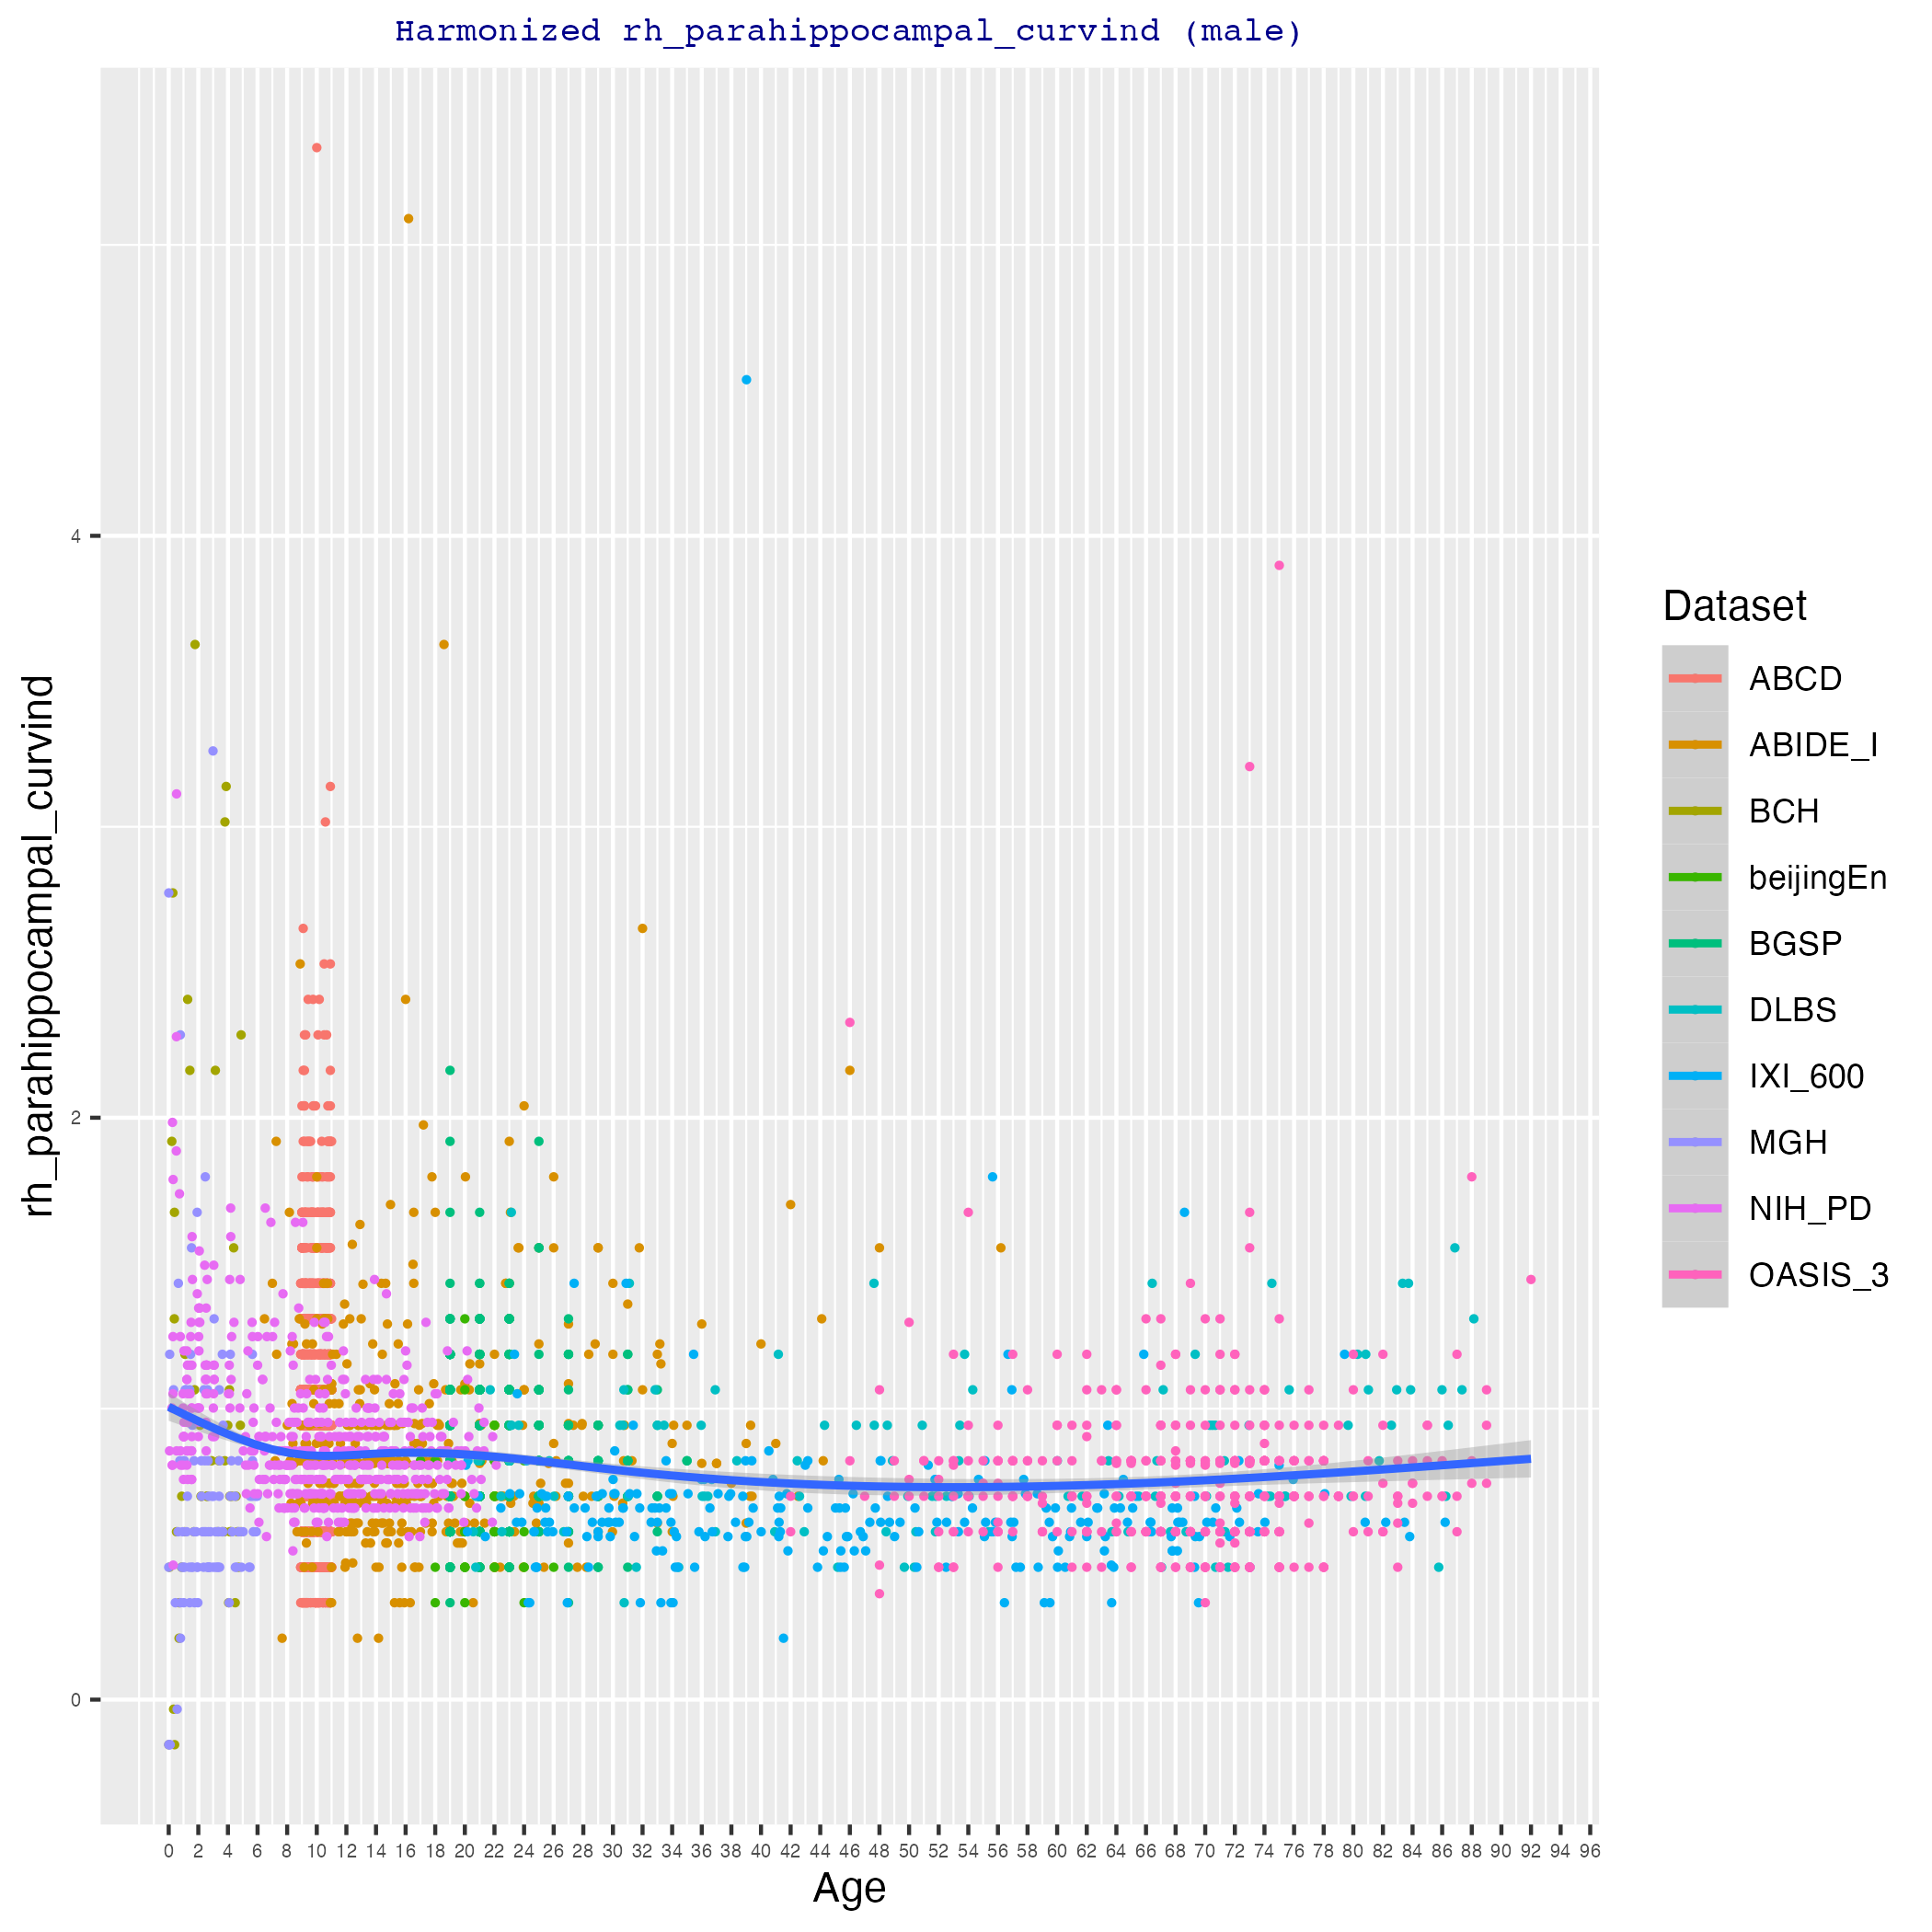 Harmonized rh_parahippocampal_curvind (male)
rh_parahippocampal_curvind
4
2
0
0 2 4 6 8 10 12 14 16 18 20 22 24 26 28 30 32 34 36 38 40 42 44 46 48 50 52 54 56 58 60 62 64 66 68 70 72 74 76 78 80 82 84 86 88 90 92 94 96
Age
Dataset
ABCD
ABIDE_I
BCH
beijingEn
BGSP
DLBS
IXI_600
MGH
NIH_PD
OASIS_3